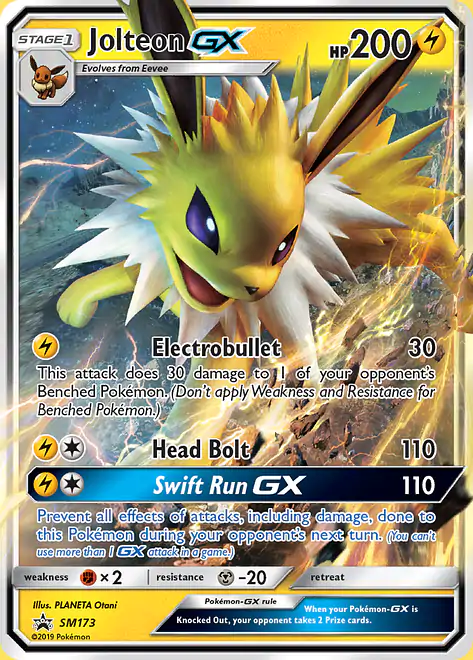 STAGE 1 Jolteon GX HP200
Evolves from Eevee
Electrobullet 30
This attack does 30 damage to 1 of your opponent's
Benched Pokémon. (Don't apply Weakness and Resistance for
Benched Pokémon.)
Head Bolt 110
Swift Run GX 110
Prevent all effects of attacks, including damage, done to
this Pokémon during your opponent's next turn. (You can't
use more than 1 GX attack in a game.)
weakness ×2 resistance -20 retreat
Illus. PLANETA Otani
SM173
©2019 Pokémon
Pokémon-GX rule
When your Pokémon-GX is
Knocked Out, your opponent takes 2 Prize cards.